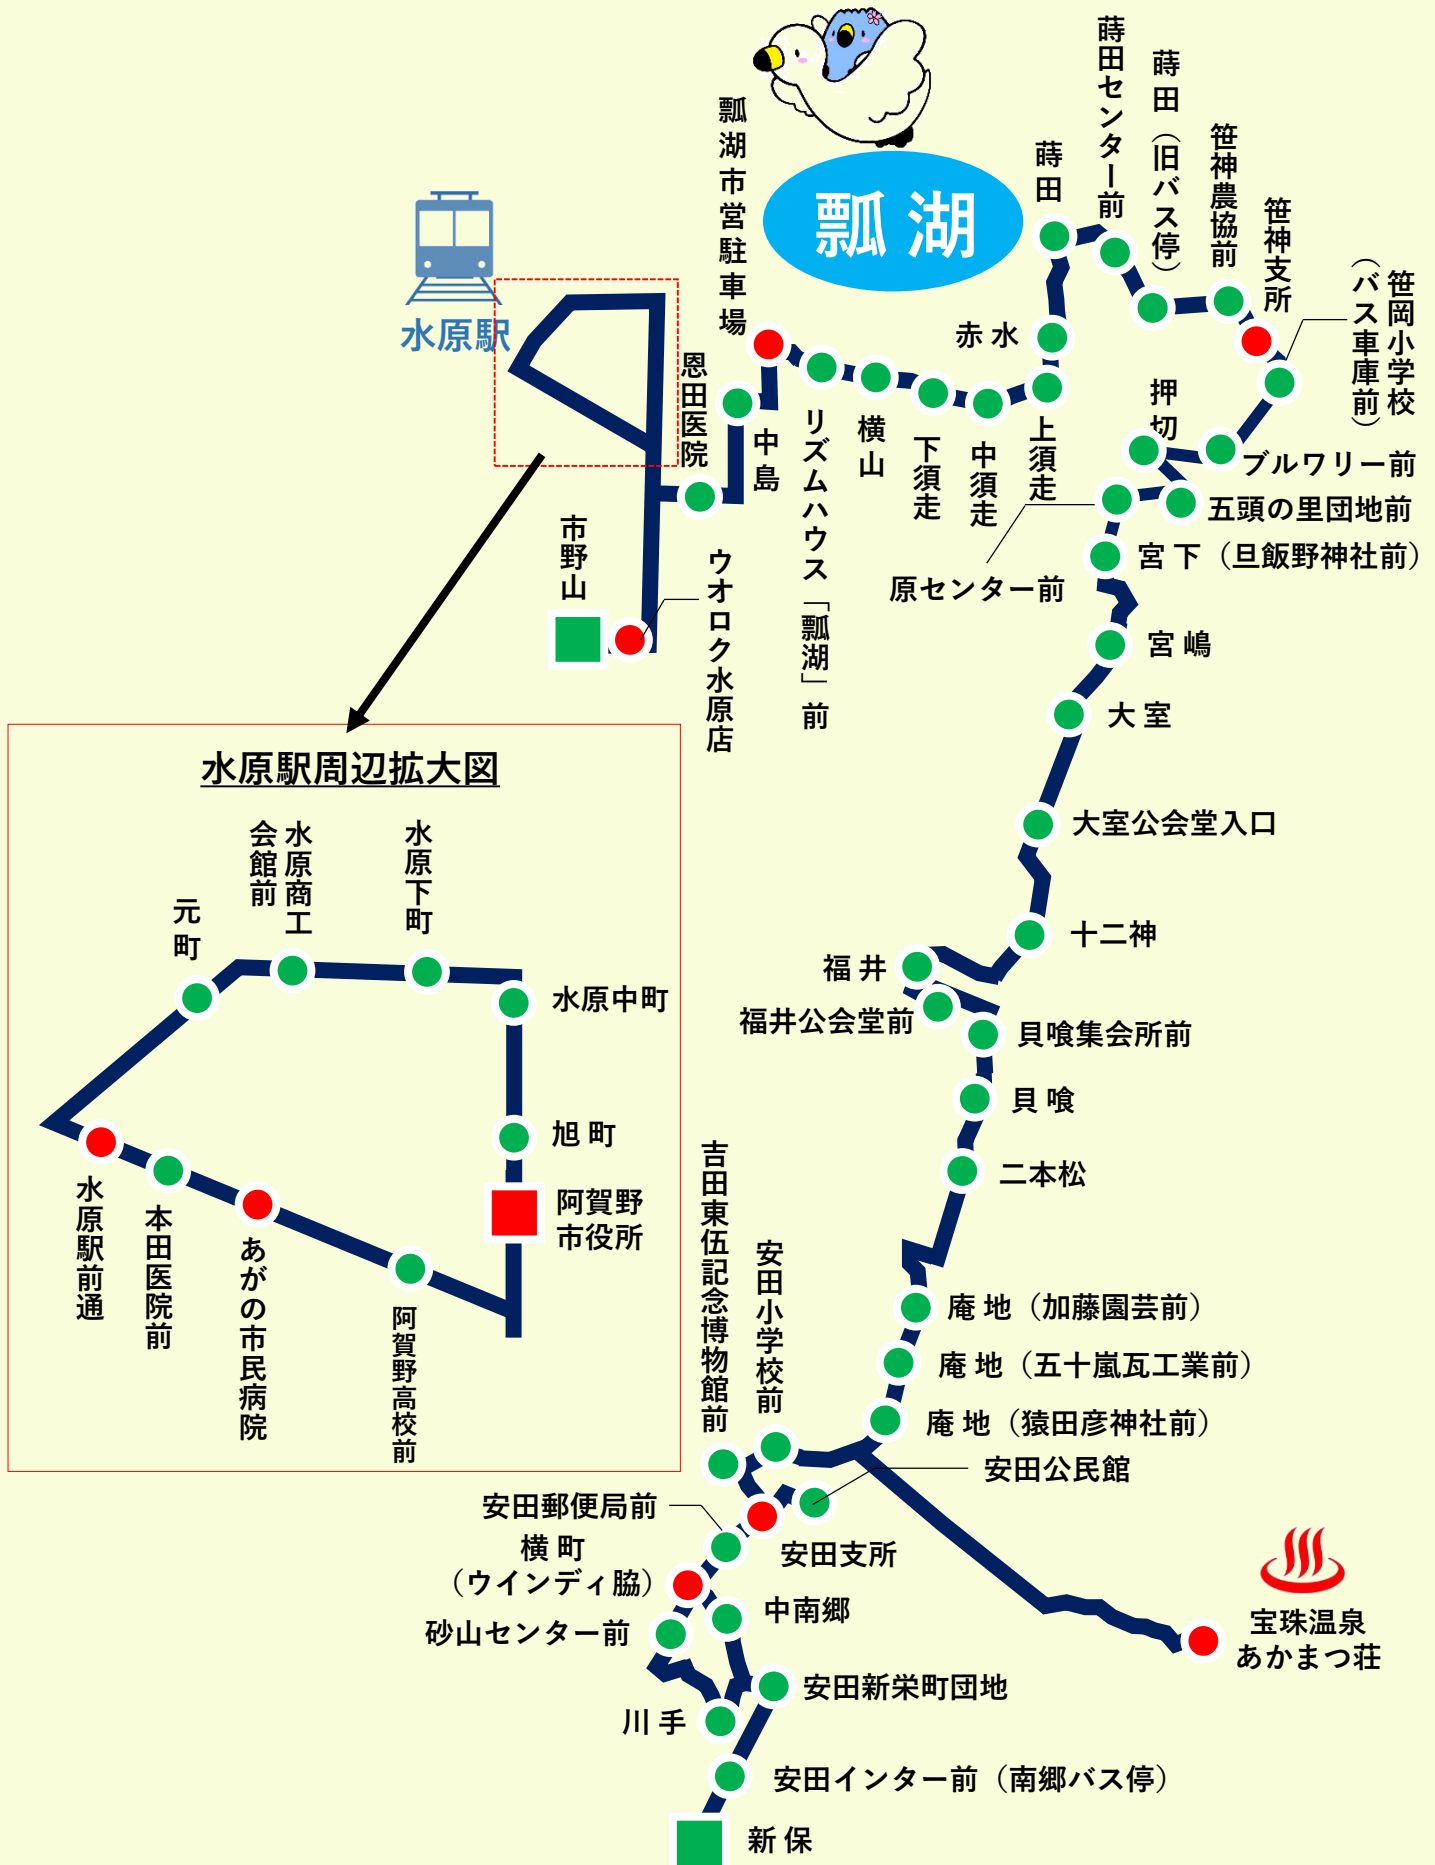 瓢湖
水原駅
瓢湖市営駐車場
蒔田
蒔田センター前
蒔田（旧バス停）
笹神農協前
笹神支所
笹岡小学校
（バス車庫前）
赤水
恩田医院
中島
リズムハウス「瓢湖」前
横山
下須走
中須走
上須走
押切
ブルワリー前
五頭の里団地前
原センター前
宮下（旦飯野神社前）
宮嶋
大室
大室公会堂入口
十二神
福井
福井公会堂前
貝喰集会所前
貝喰
二本松
市野山
ウオロク水原店
水原駅周辺拡大図
元町
水原商工
会館前
水原下町
水原中町
旭町
阿賀野
市役所
水原駅前通
本田医院前
あがの市民病院
阿賀野高校前
庵地（加藤園芸前）
庵地（五十嵐瓦工業前）
庵地（猿田彦神社前）
吉田東伍記念博物館前
安田小学校前
安田公民館
安田郵便局前
安田支所
横町
（ウインディ脇）
中南郷
砂山センター前
安田新栄町団地
川手
安田インター前（南郷バス停）
新保
宝珠温泉
あかまつ荘